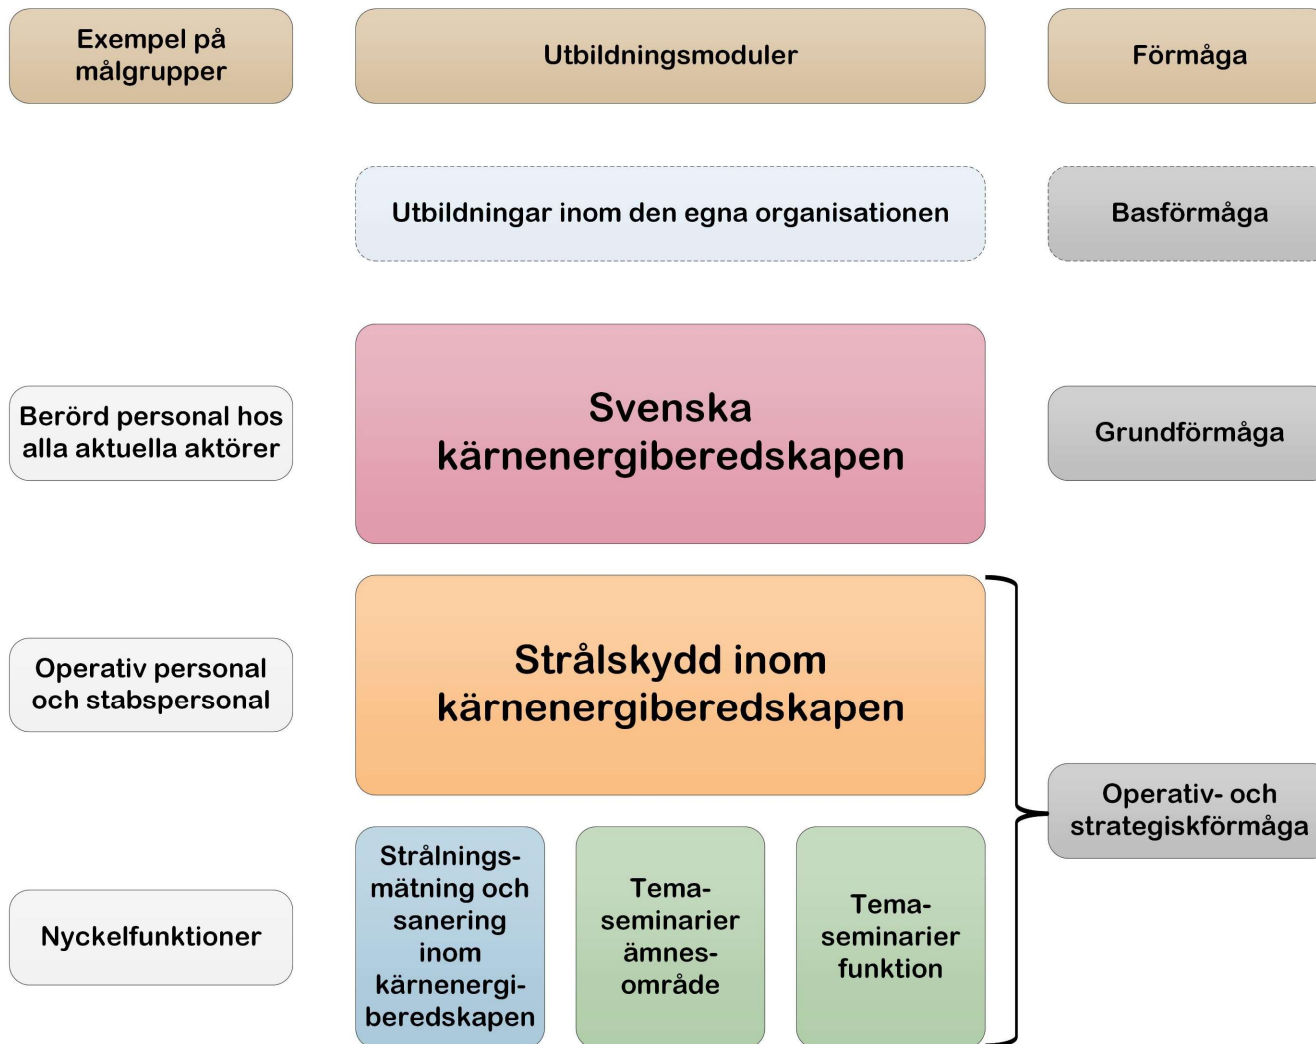 Exempel på
målgrupper
Utbildningsmoduler
Förmåga
Utbildningar inom den egna organisationen
Basförmåga
Berörd personal hos
alla aktuella aktörer
Svenska
kärnenergiberedskapen
Grundförmåga
Operativ personal
och stabspersonal
Strålskydd inom
kärnenergiberedskapen
Operativ- och
strategiskförmåga
Nyckelfunktioner
Strålnings-
mätning och
sanering
inom
kärnenergi-
beredskapen
Tema-
seminarier
ämnes-
område
Tema-
seminarier
funktion